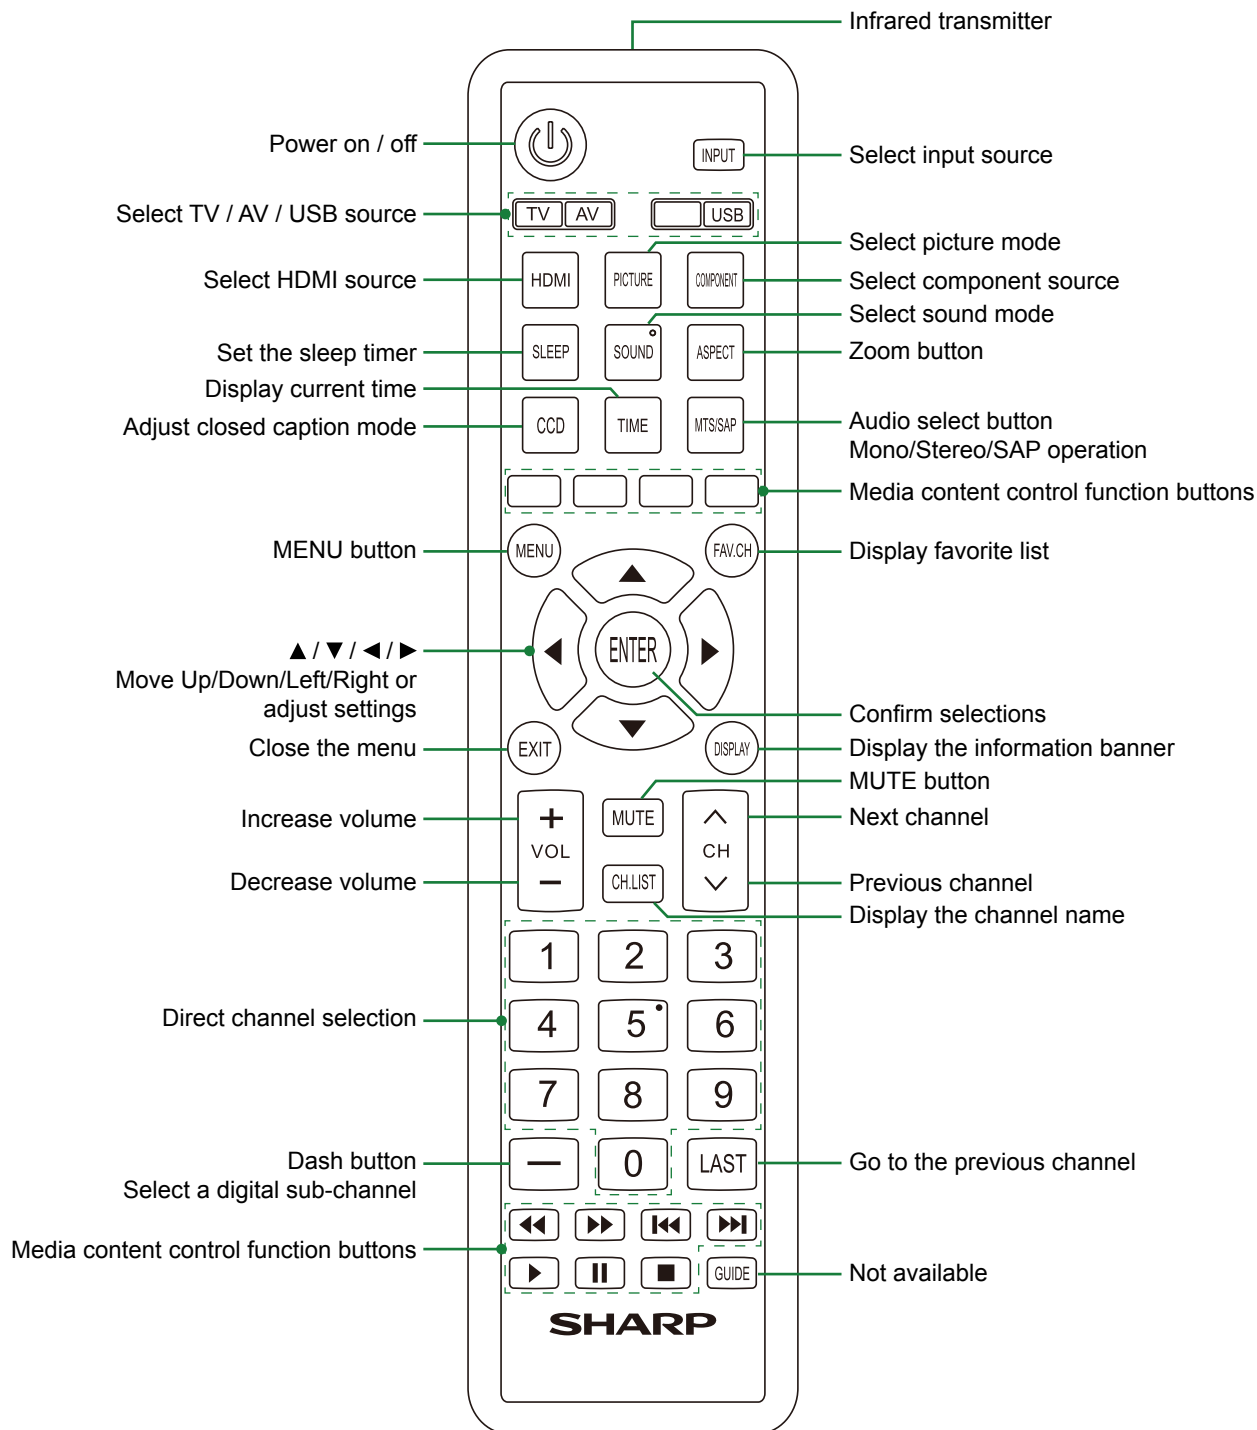 Infrared transmitter
Power on / off
INPUT
Select input source
Select TV / AV / USB source
TV AV USB
Select picture mode
Select HDMI source
HDMI PICTURE COMPONENT
Select component source
Select sound mode
Set the sleep timer
SLEEP SOUND ASPECT
Zoom button
Display current time
Adjust closed caption mode
CCD TIME MTS/SAP
Audio select button
Mono/Stereo/SAP operation
Media content control function buttons
MENU button
MENU FAV.CH
Display favorite list
ENTER
▲ / ▼ / ◀ / ▶
Move Up/Down/Left/Right or
adjust settings
Confirm selections
Close the menu
EXIT DISPLAY
Display the information banner
MUTE button
Increase volume
+ MUTE
Next channel
VOL CH
Decrease volume
− CH.LIST
Previous channel
Display the channel name
1 2 3
Direct channel selection
4 5 6
7 8 9
Dash button
Select a digital sub-channel
— 0 LAST
Go to the previous channel
Media content control function buttons
GUIDE
Not available
SHARP